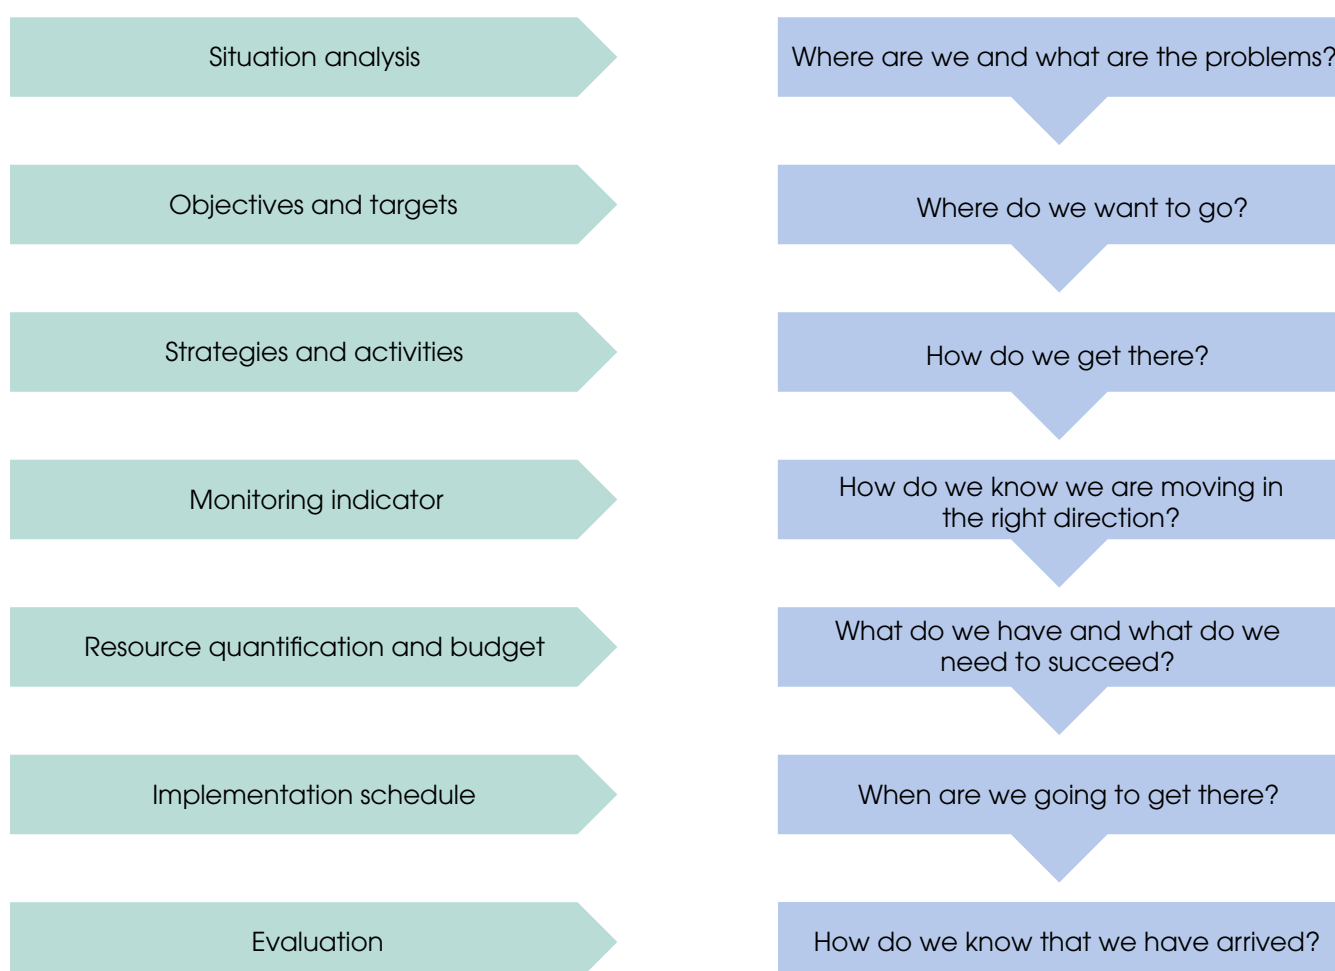 Situation analysis
Where are we and what are the problems?
Objectives and targets
Where do we want to go?
Strategies and activities
How do we get there?
Monitoring indicator
How do we know we are moving in
the right direction?
Resource quantification and budget
What do we have and what do we
need to succeed?
Implementation schedule
When are we going to get there?
Evaluation
How do we know that we have arrived?